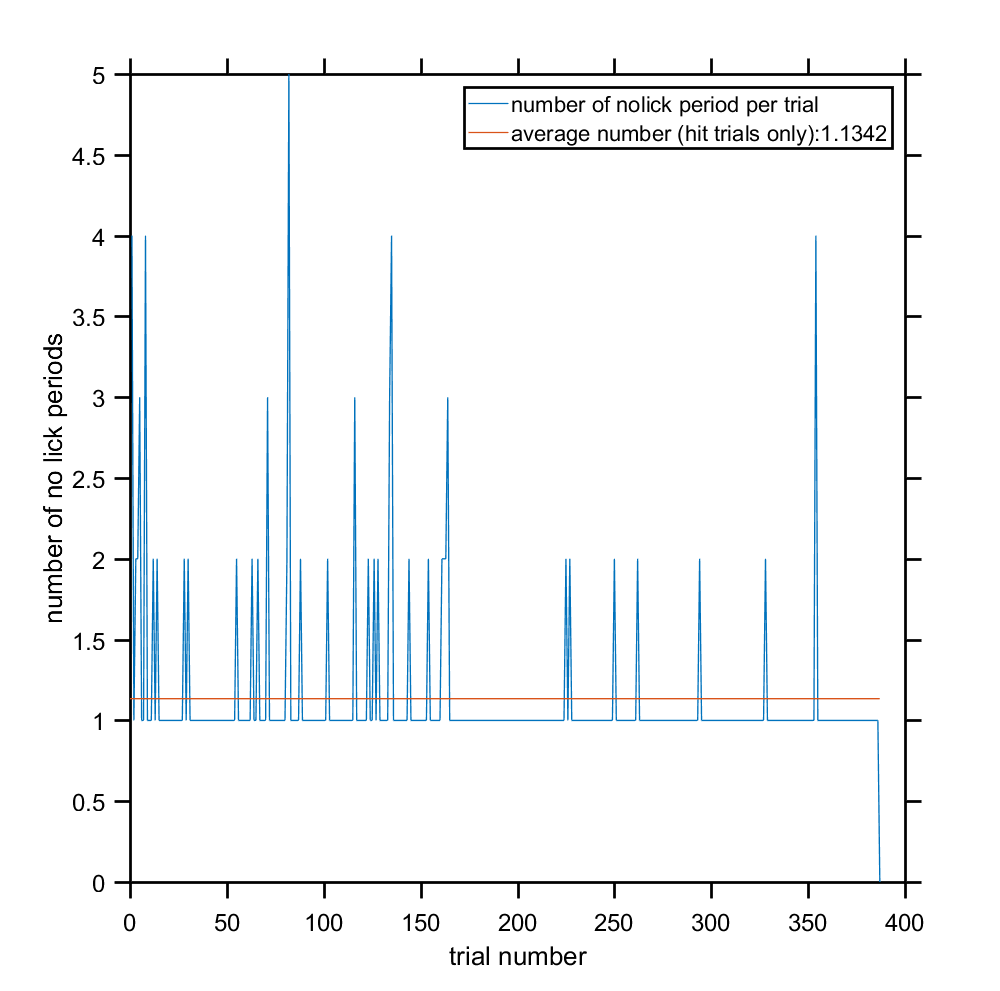 number of nolick period per trial
average number (hit trials only):1.1342
5
4.5
4
3.5
3
2.5
2
1.5
1
0.5
0
number of no lick periods
0 50 100 150 200 250 300 350 400
trial number